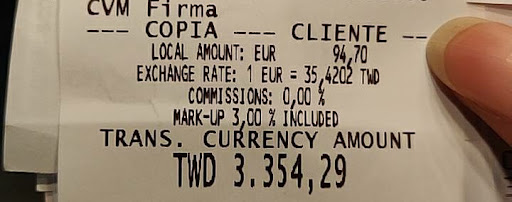 CVM Firma
--- COPIA --- CLIENTE --
LOCAL AMOUNT: EUR 94,70
EXCHANGE RATE: 1 EUR = 35,4202 TWD
COMMISSIONS: 0,00 %
MARK-UP 3,00 % INCLUDED
TRANS. CURRENCY AMOUNT
TWD 3.354,29